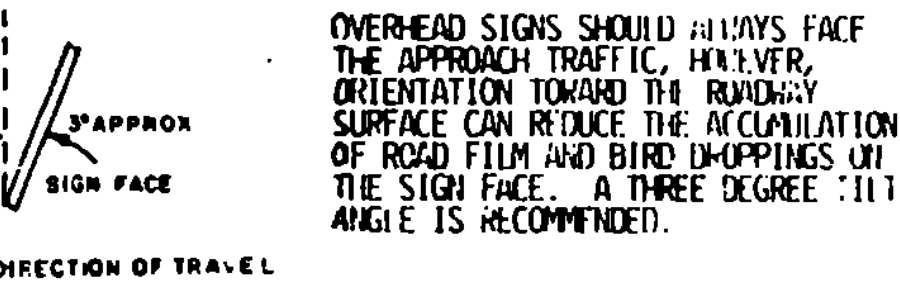 OVERHEAD SIGNS SHOULD ALWAYS FACE
THE APPROACH TRAFFIC, HOWEVER,
ORIENTATION TOWARD THE ROADWAY
SURFACE CAN REDUCE THE ACCUMULATION
OF ROAD FILM AND BIRD DROPPINGS ON
THE SIGN FACE. A THREE DEGREE TILT
ANGLE IS RECOMMENDED.
3° APPROX
SIGN FACE
DIRECTION OF TRAVEL